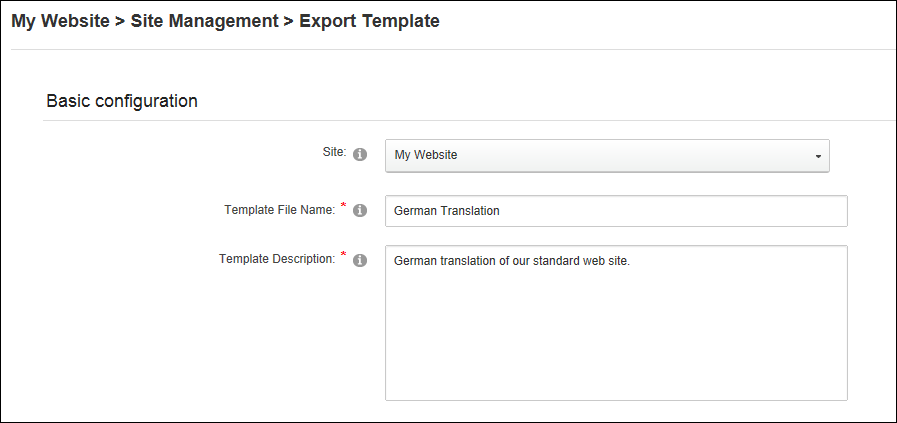 My Website > Site Management > Export Template
Basic configuration
Site:
My Website
Template File Name: *
German Translation
Template Description: *
German translation of our standard web site.